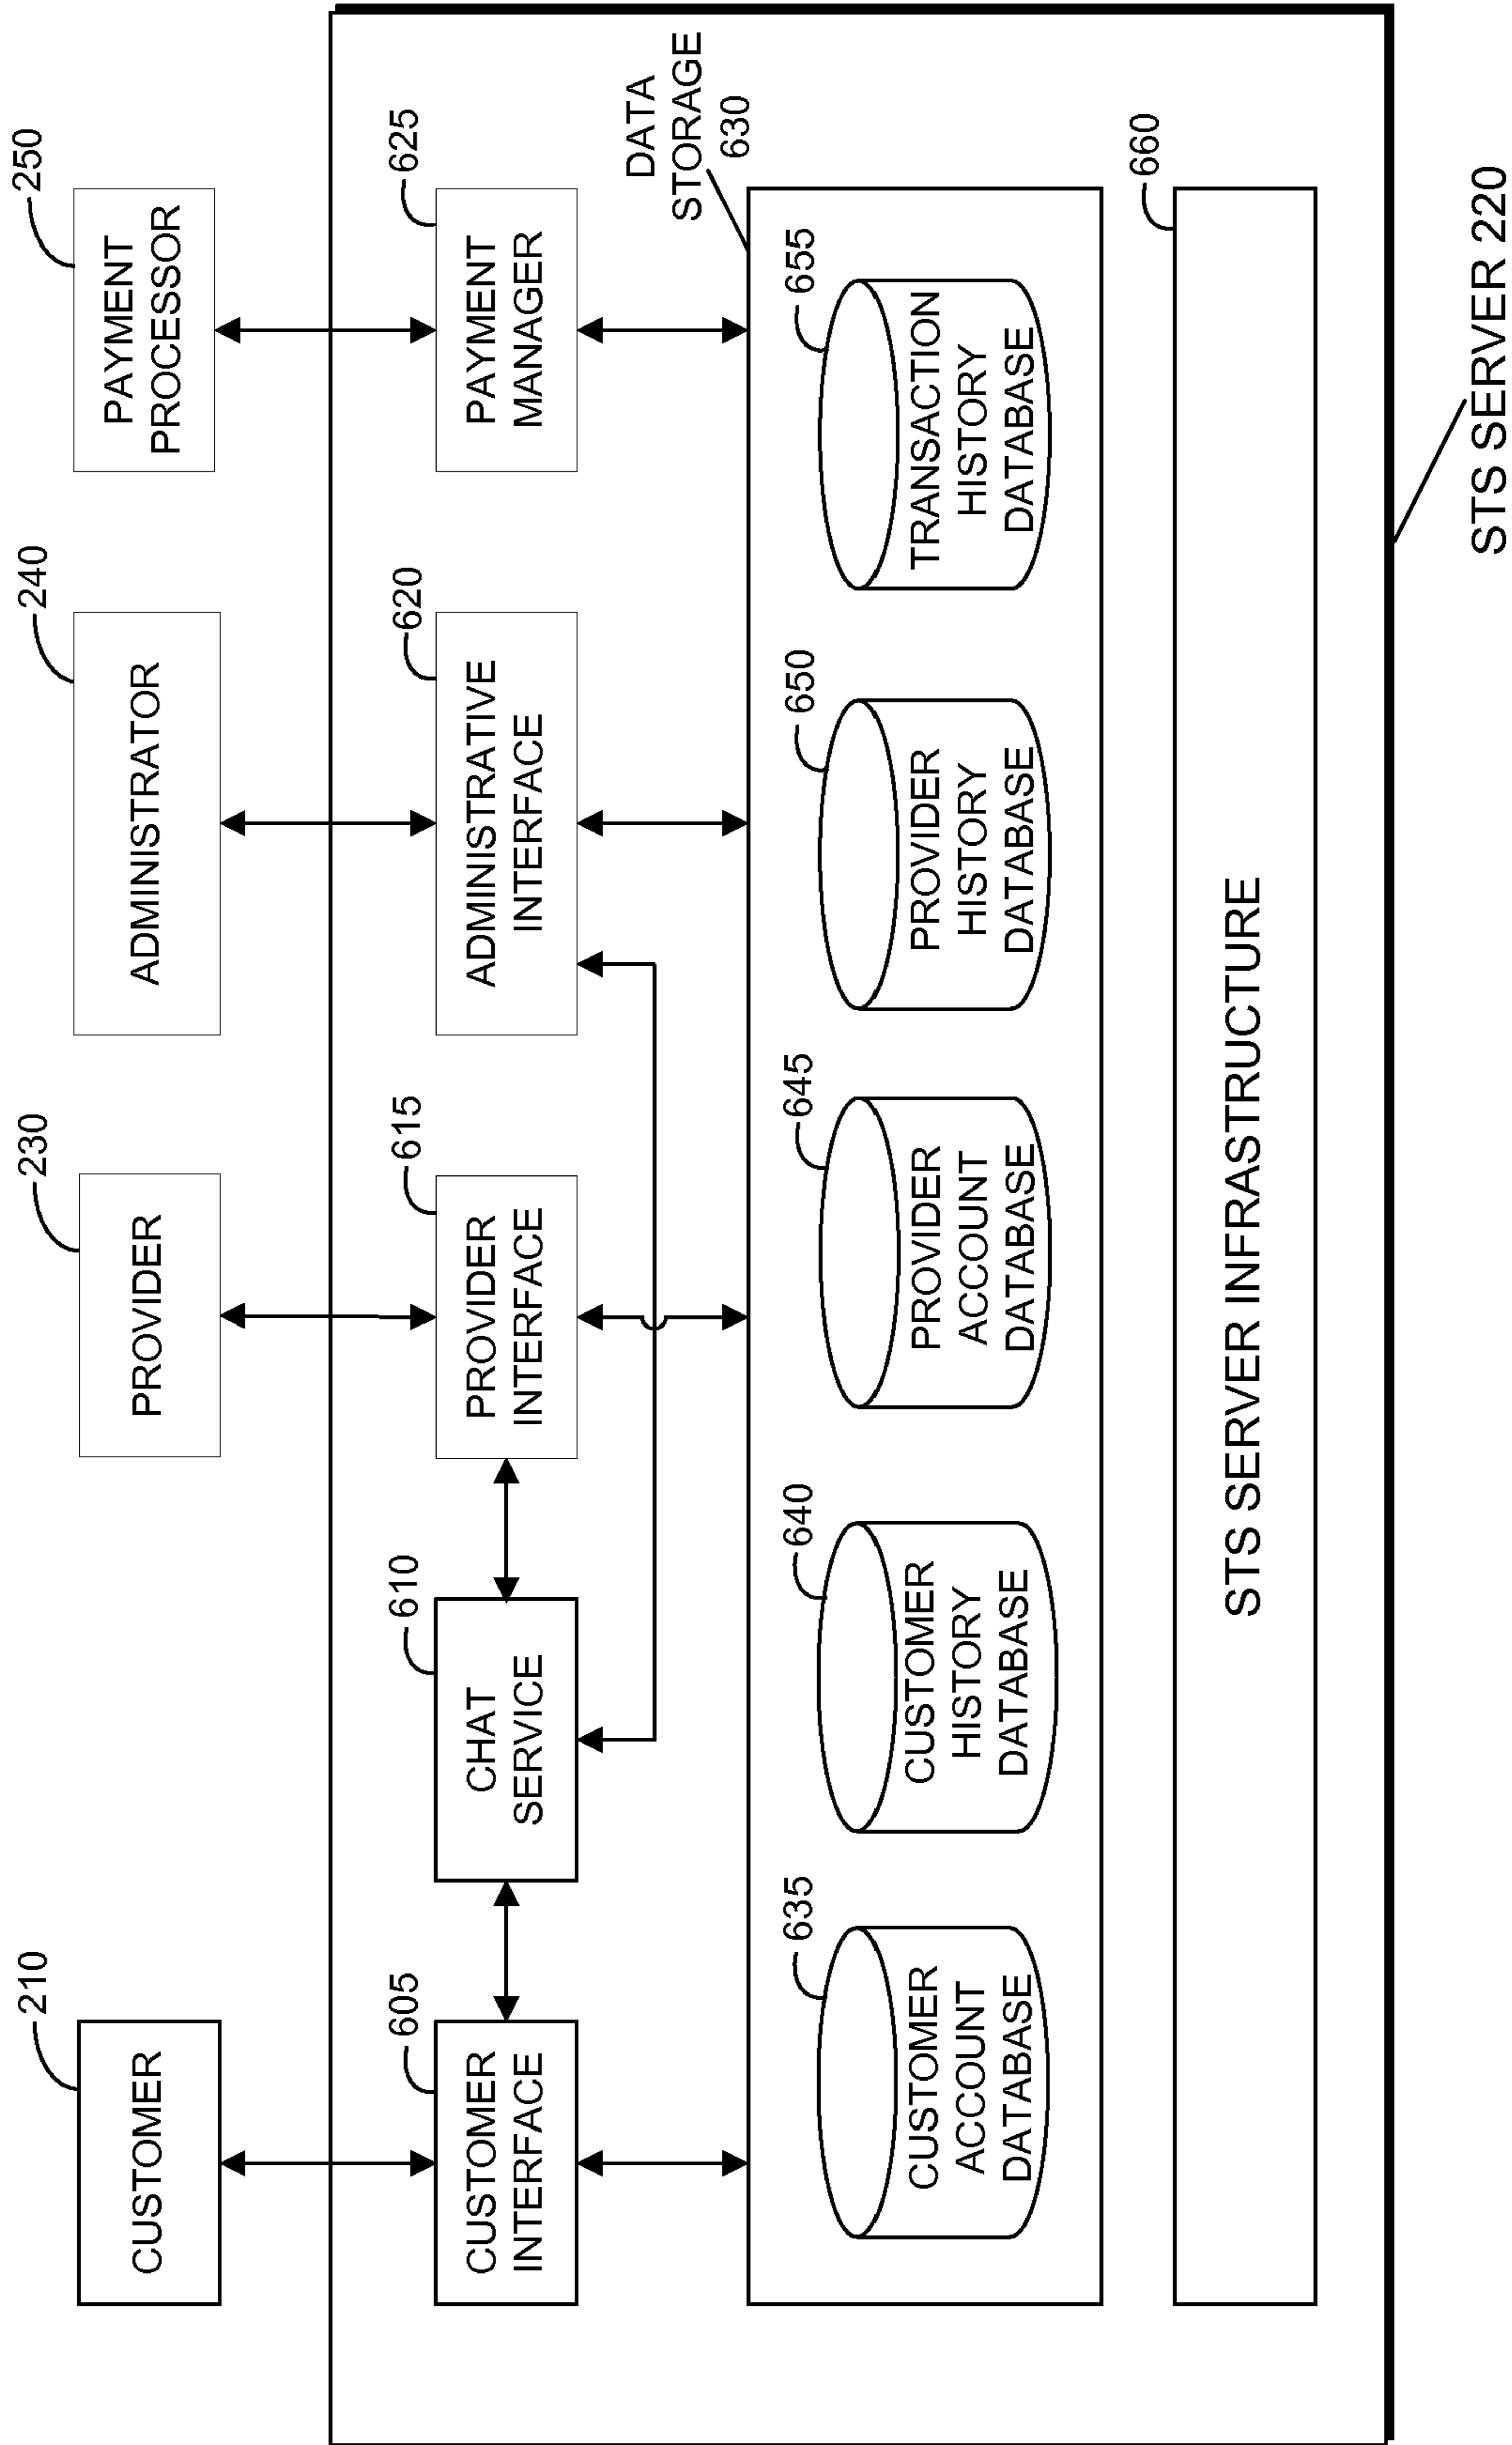 210
CUSTOMER
230
PROVIDER
240
ADMINISTRATOR
250
PAYMENT
PROCESSOR
605
CUSTOMER
INTERFACE
610
CHAT
SERVICE
615
PROVIDER
INTERFACE
620
ADMINISTRATIVE
INTERFACE
625
PAYMENT
MANAGER
DATA
STORAGE
630
635
CUSTOMER
ACCOUNT
DATABASE
640
CUSTOMER
HISTORY
DATABASE
645
PROVIDER
ACCOUNT
DATABASE
650
PROVIDER
HISTORY
DATABASE
655
TRANSACTION
HISTORY
DATABASE
660
STS SERVER INFRASTRUCTURE
STS SERVER 220